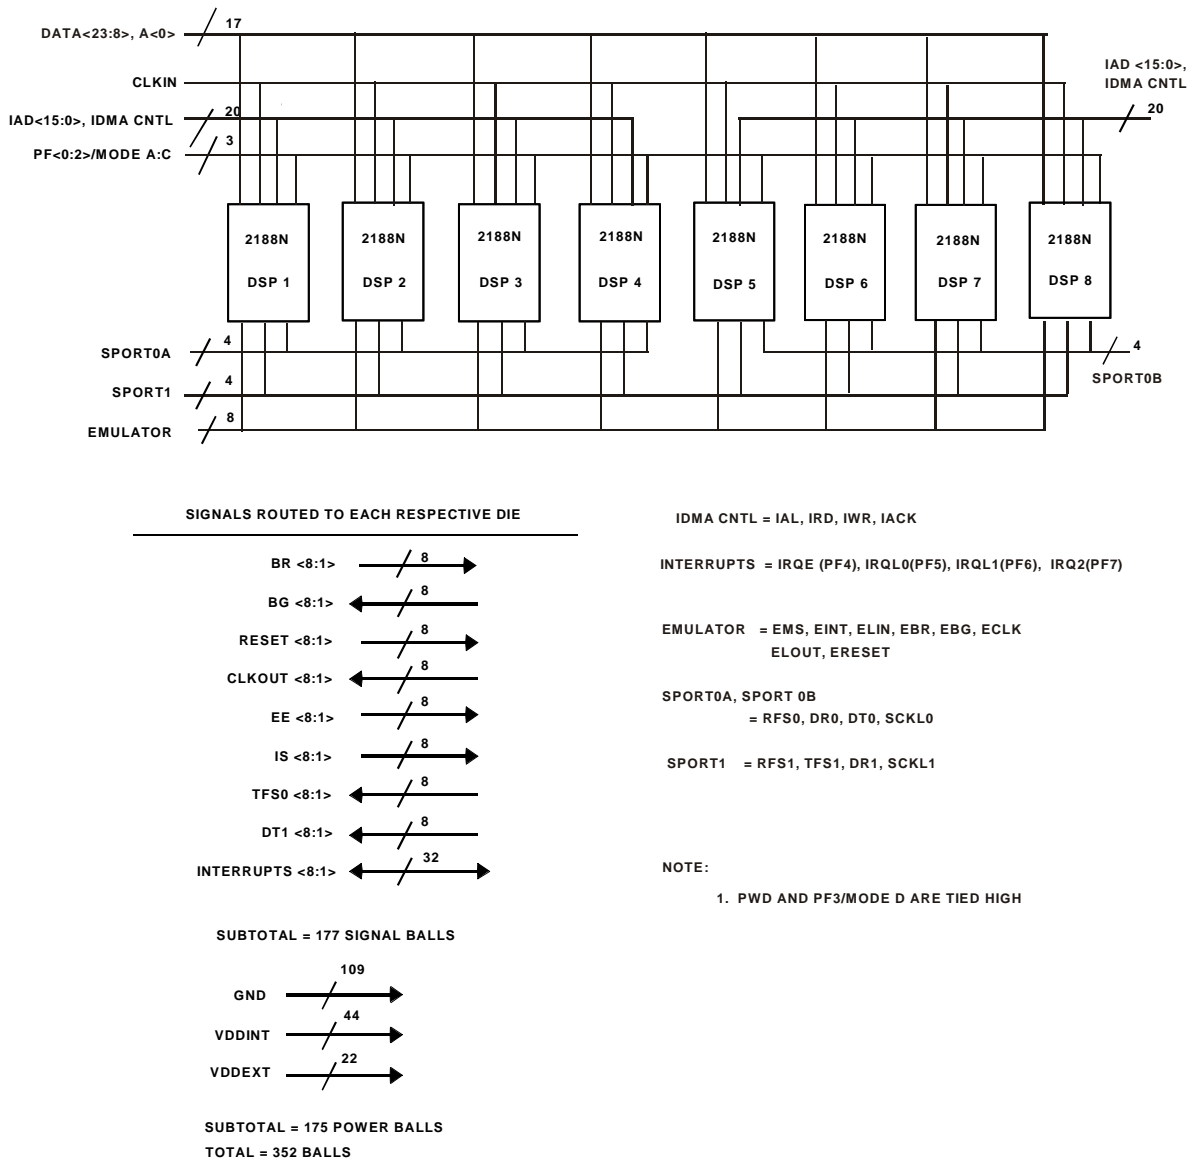 DATA<23:8>, A<0> 17
IAD <15:0>,
IDMA CNTL
CLKIN
20
IAD<15:0>, IDMA CNTL 20
PF<0:2>/MODE A:C 3
2188N 2188N 2188N 2188N 2188N 2188N 2188N 2188N
DSP 1 DSP 2 DSP 3 DSP 4 DSP 5 DSP 6 DSP 7 DSP 8
SPORT0A 4
4
SPORT0B
SPORT1 4
EMULATOR 8
SIGNALS ROUTED TO EACH RESPECTIVE DIE
BR <8:1> 8
BG <8:1> 8
RESET <8:1> 8
CLKOUT <8:1> 8
EE <8:1> 8
IS <8:1> 8
TFS0 <8:1> 8
DT1 <8:1> 8
INTERRUPTS <8:1> 32
SUBTOTAL = 177 SIGNAL BALLS
GND 109
VDDINT 44
VDDEXT 22
SUBTOTAL = 175 POWER BALLS
TOTAL = 352 BALLS
IDMA CNTL = IAL, IRD, IWR, IACK
INTERRUPTS = IRQE (PF4), IRQL0(PF5), IRQL1(PF6), IRQ2(PF7)
EMULATOR = EMS, EINT, ELIN, EBR, EBG, ECLK
ELOUT, ERESET
SPORT0A, SPORT 0B
= RFS0, DR0, DT0, SCKL0
SPORT1 = RFS1, TFS1, DR1, SCKL1
NOTE:
1. PWD AND PF3/MODE D ARE TIED HIGH